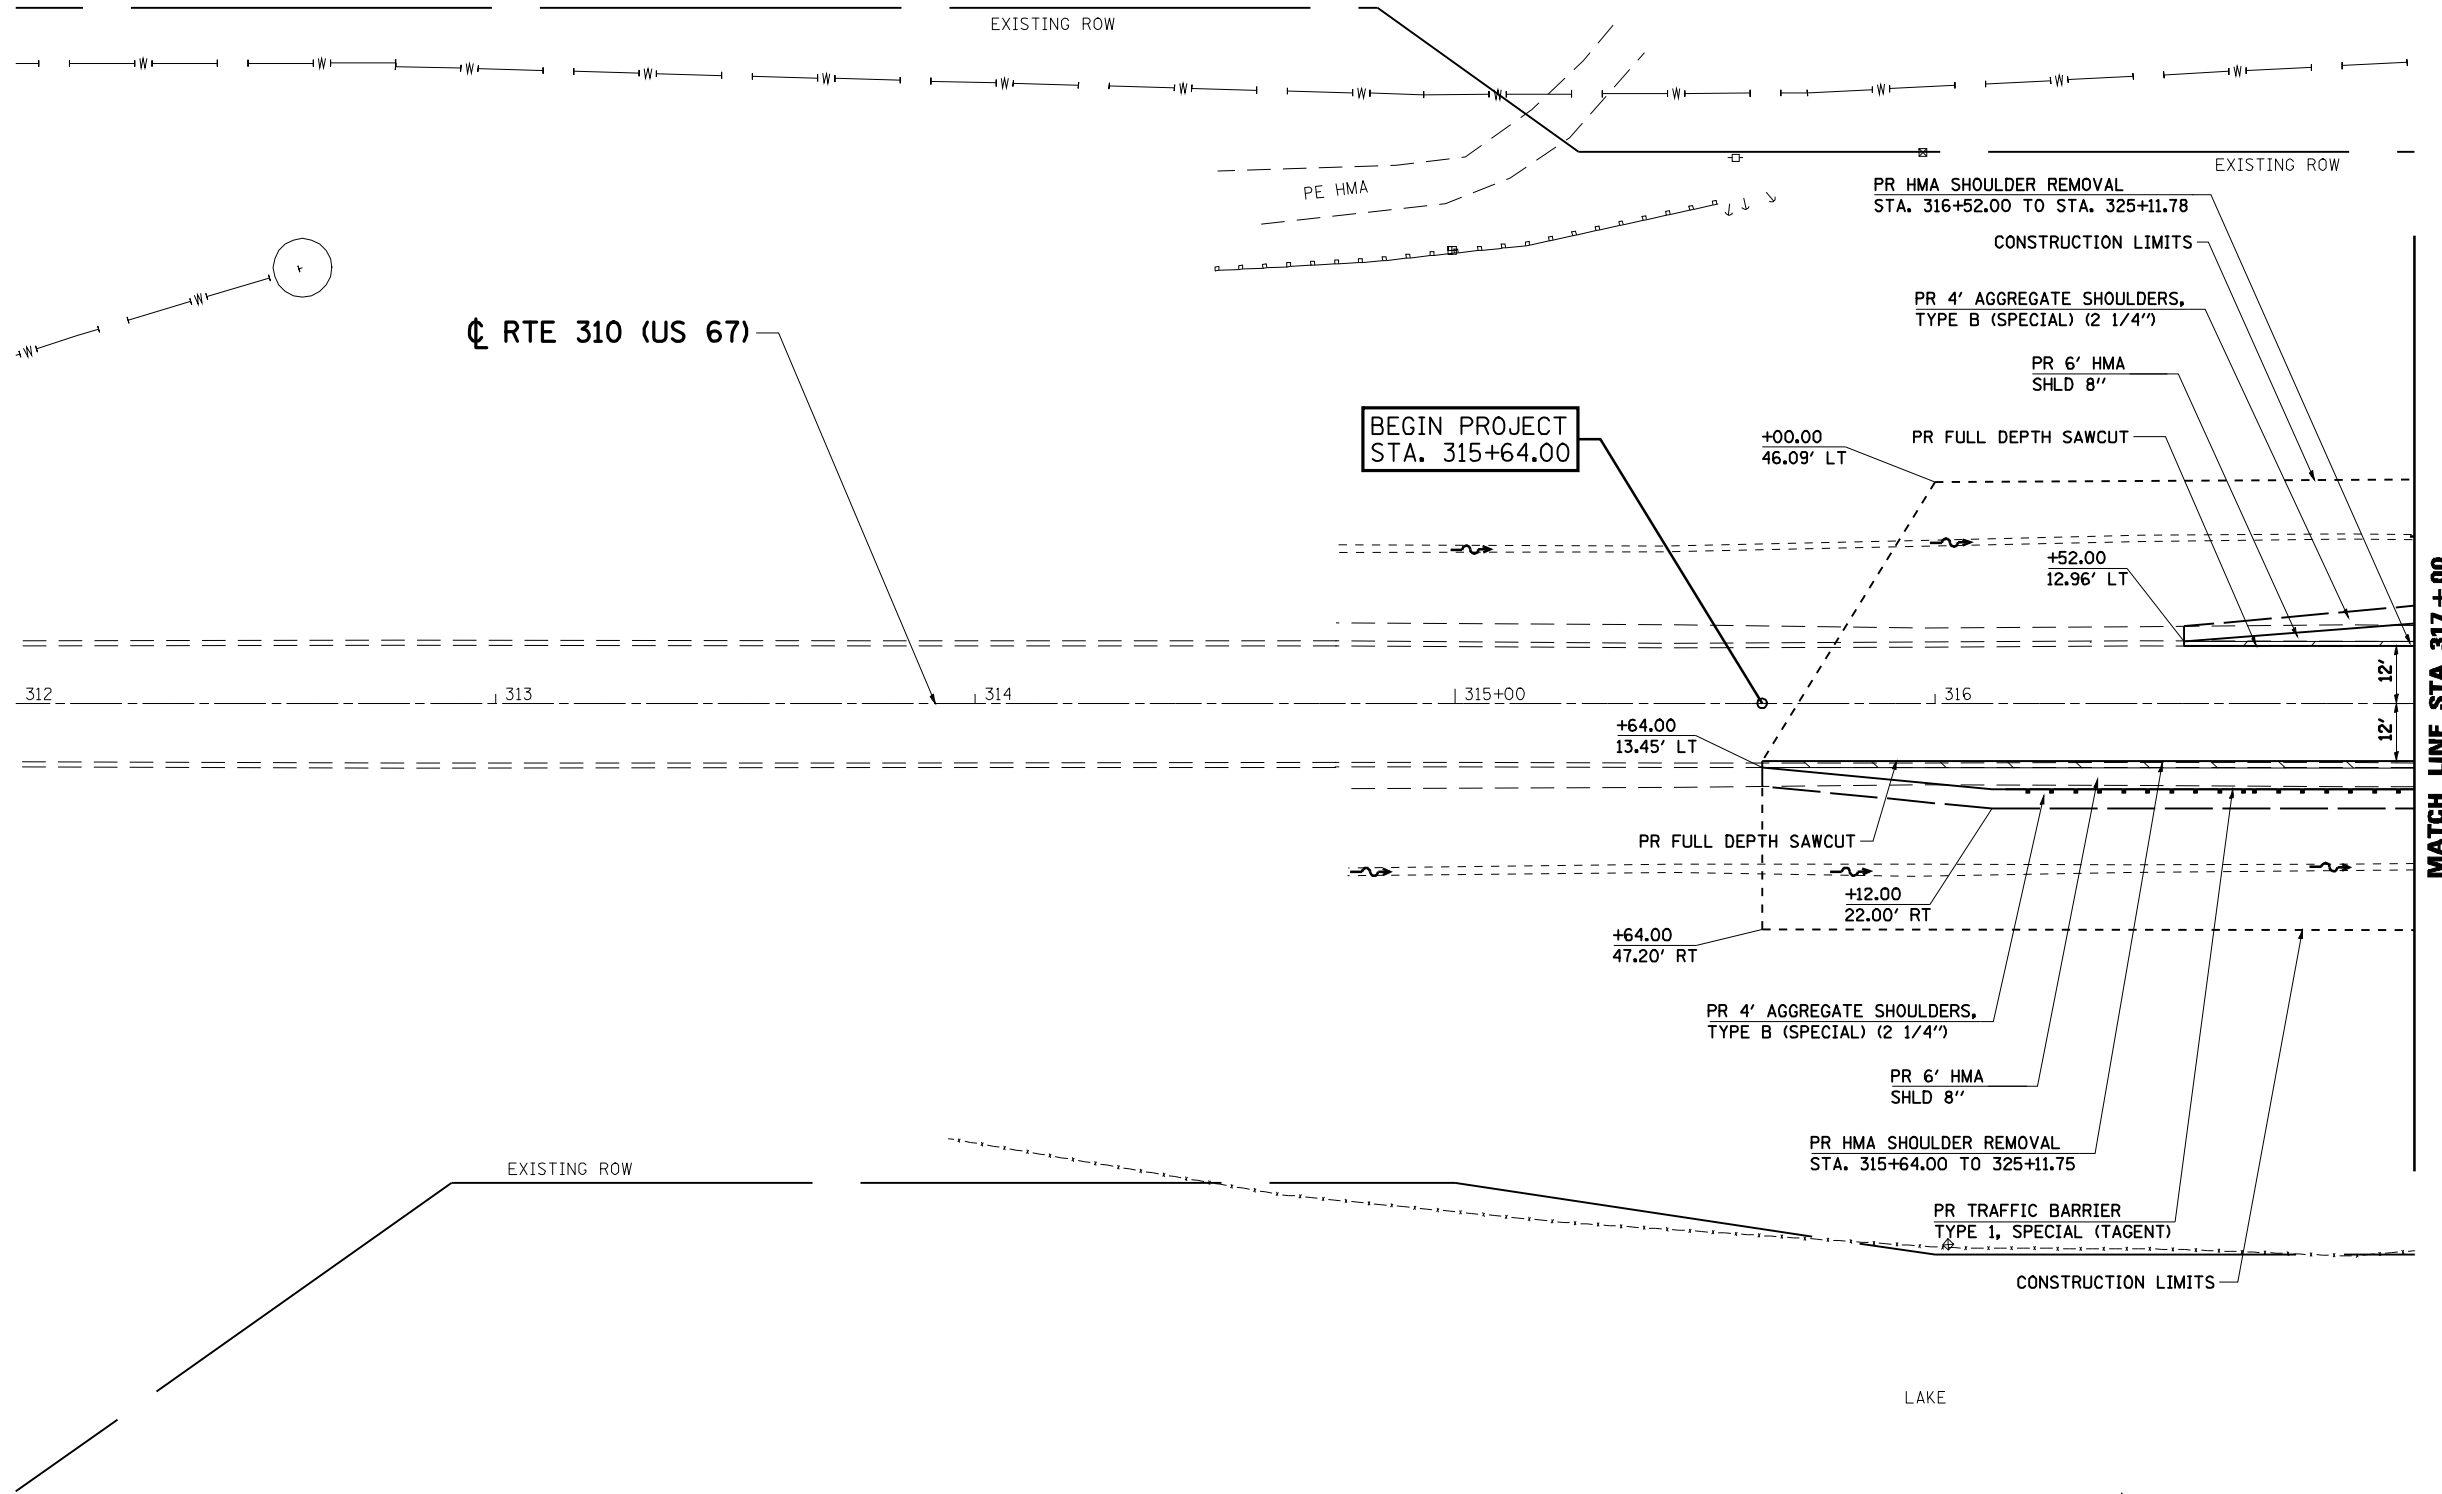 EXISTING ROW
W W W W W W W W W W W W W
EXISTING ROW
PE HMA
PR HMA SHOULDER REMOVAL
STA. 316+52.00 TO STA. 325+11.78
CONSTRUCTION LIMITS
W
W
PR 4' AGGREGATE SHOULDERS,
TYPE B (SPECIAL) (2 1/4")
℄ RTE 310 (US 67)
PR 6' HMA
SHLD 8"
BEGIN PROJECT
STA. 315+64.00
+00.00
46.09' LT
PR FULL DEPTH SAWCUT
+52.00
12.96' LT
312
313
314
315+00
316
12'
12'
MATCH LINE STA 317+00
+64.00
13.45' LT
PR FULL DEPTH SAWCUT
+12.00
22.00' RT
+64.00
47.20' RT
PR 4' AGGREGATE SHOULDERS,
TYPE B (SPECIAL) (2 1/4")
PR 6' HMA
SHLD 8"
PR HMA SHOULDER REMOVAL
STA. 315+64.00 TO 325+11.75
EXISTING ROW
PR TRAFFIC BARRIER
TYPE 1, SPECIAL (TAGENT)
CONSTRUCTION LIMITS
LAKE